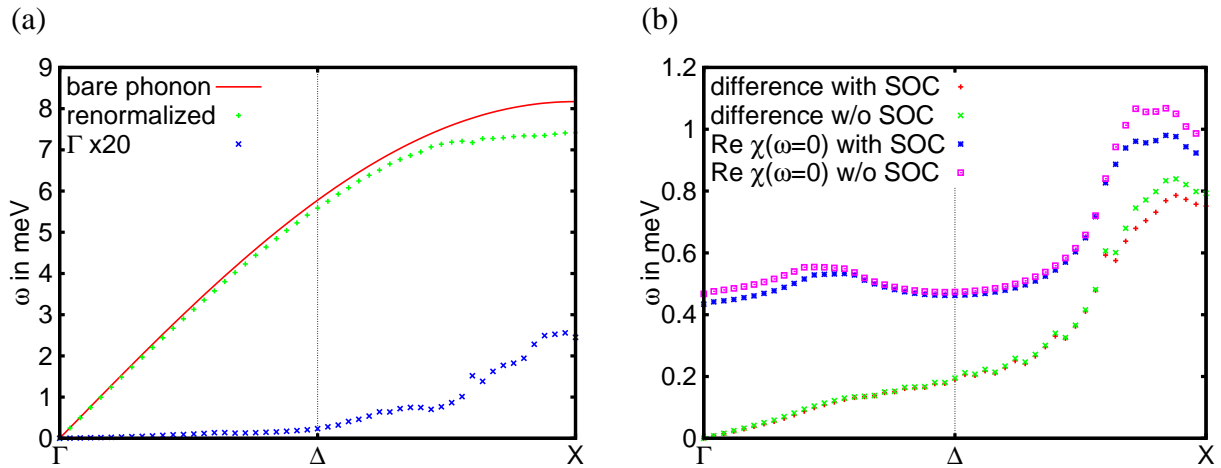 (a)
ω in meV
9
8
7
6
5
4
3
2
1
0
bare phonon
renormalized
Γ x20
Γ
Δ
X
(b)
ω in meV
1.2
1
0.8
0.6
0.4
0.2
0
difference with SOC
difference w/o SOC
Re χ(ω=0) with SOC
Re χ(ω=0) w/o SOC
Γ
Δ
X